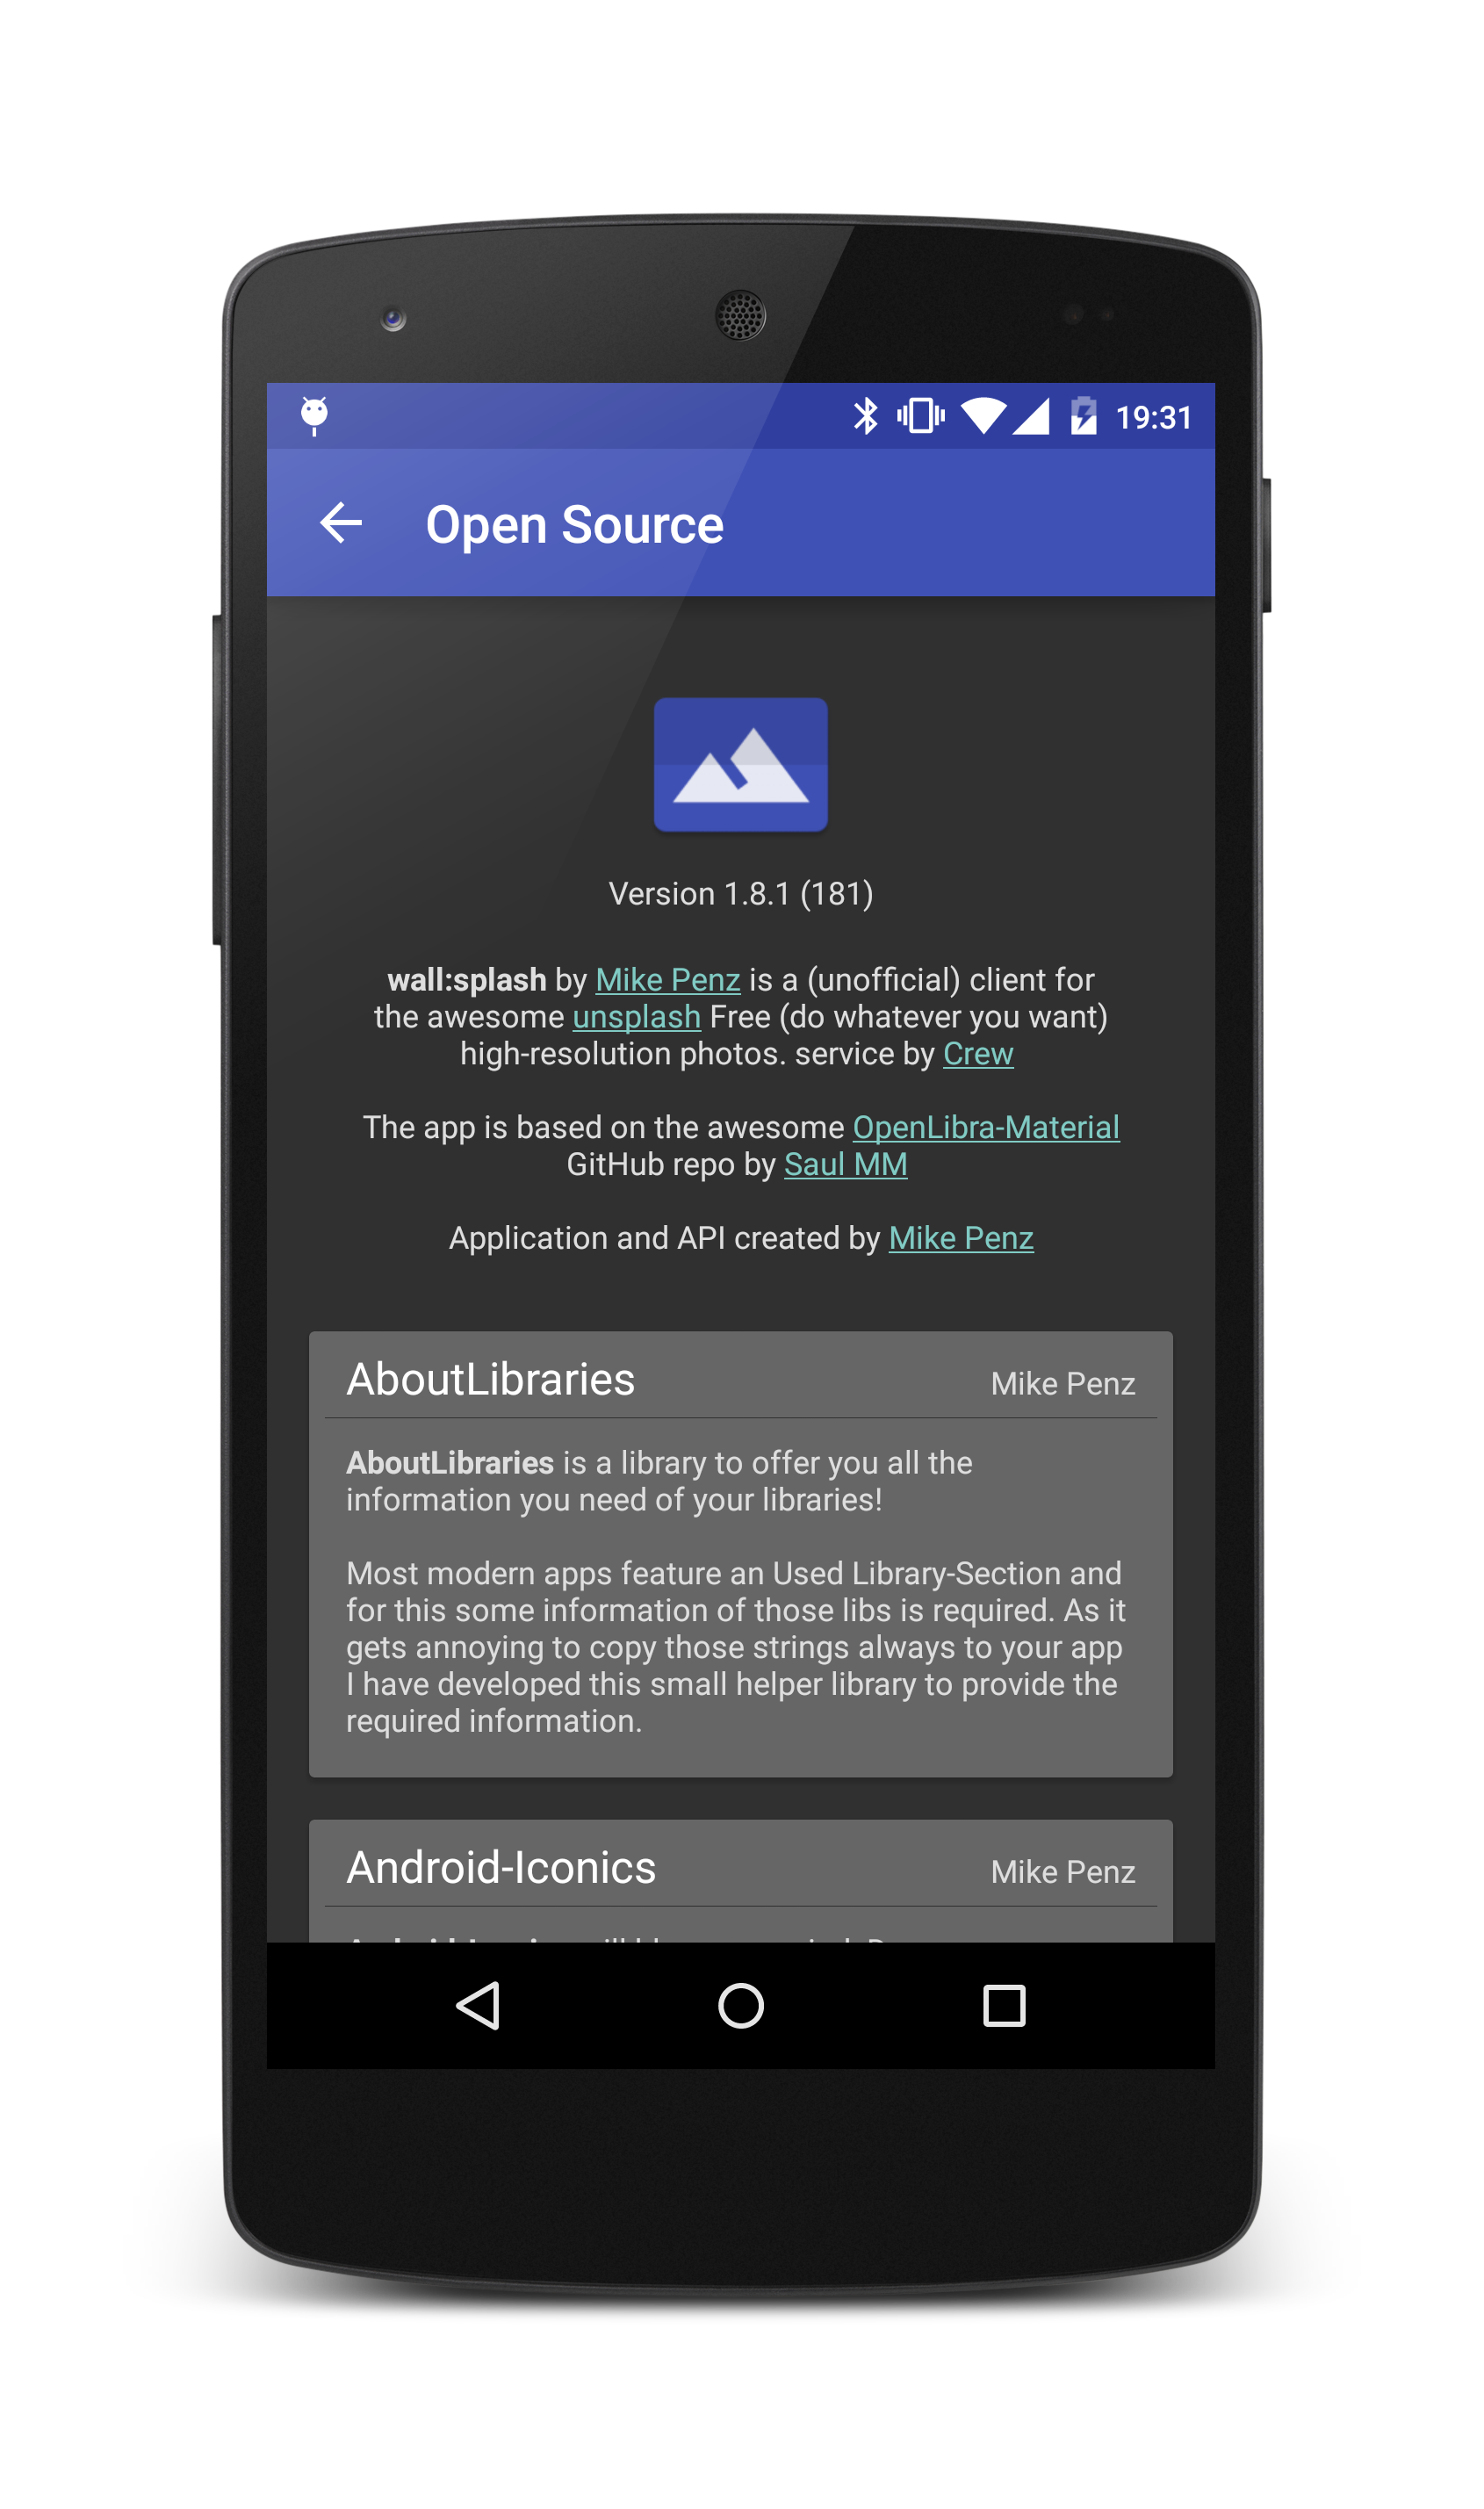 19:31
Open Source
Version 1.8.1 (181)
wall:splash by Mike Penz is a (unofficial) client for
the awesome unsplash Free (do whatever you want)
high-resolution photos. service by Crew
The app is based on the awesome OpenLibra-Material
GitHub repo by Saul MM
Application and API created by Mike Penz
AboutLibraries Mike Penz
AboutLibraries is a library to offer you all the
information you need of your libraries!
Most modern apps feature an Used Library-Section and
for this some information of those libs is required. As it
gets annoying to copy those strings always to your app
I have developed this small helper library to provide the
required information.
Android-Iconics Mike Penz